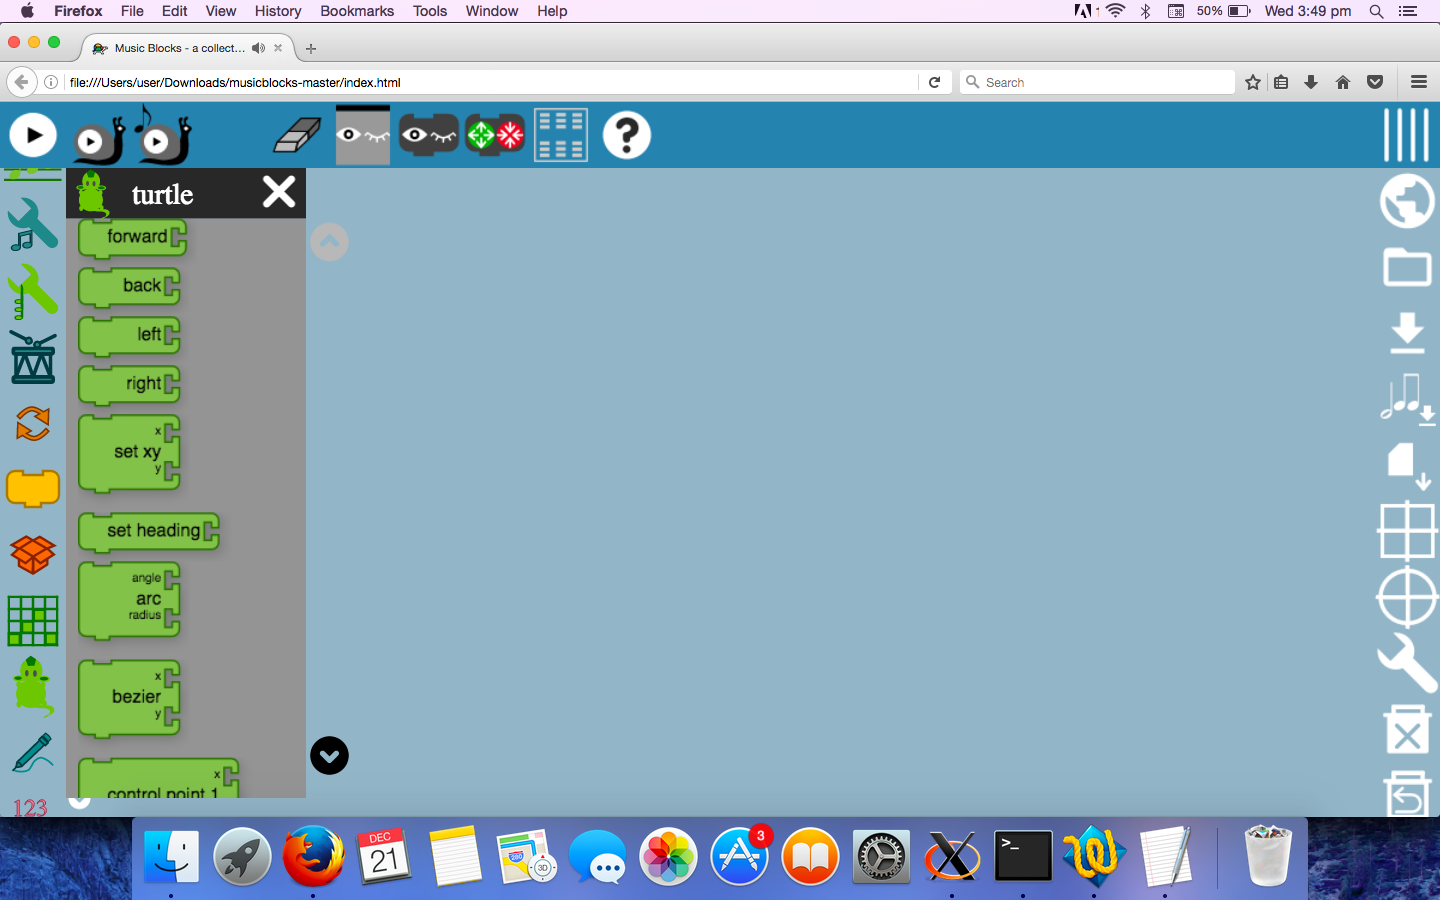 Firefox File Edit View History Bookmarks Tools Window Help 50% Wed 3:49 pm
Music Blocks - a collect...
file:///Users/user/Downloads/musicblocks-master/index.html
Search
?
turtle
forward
back
left
right
x
set xy
y
set heading
angle
arc
radius
x
bezier
y
x
control point 1
123
DEC
21
280
3D
3
>_